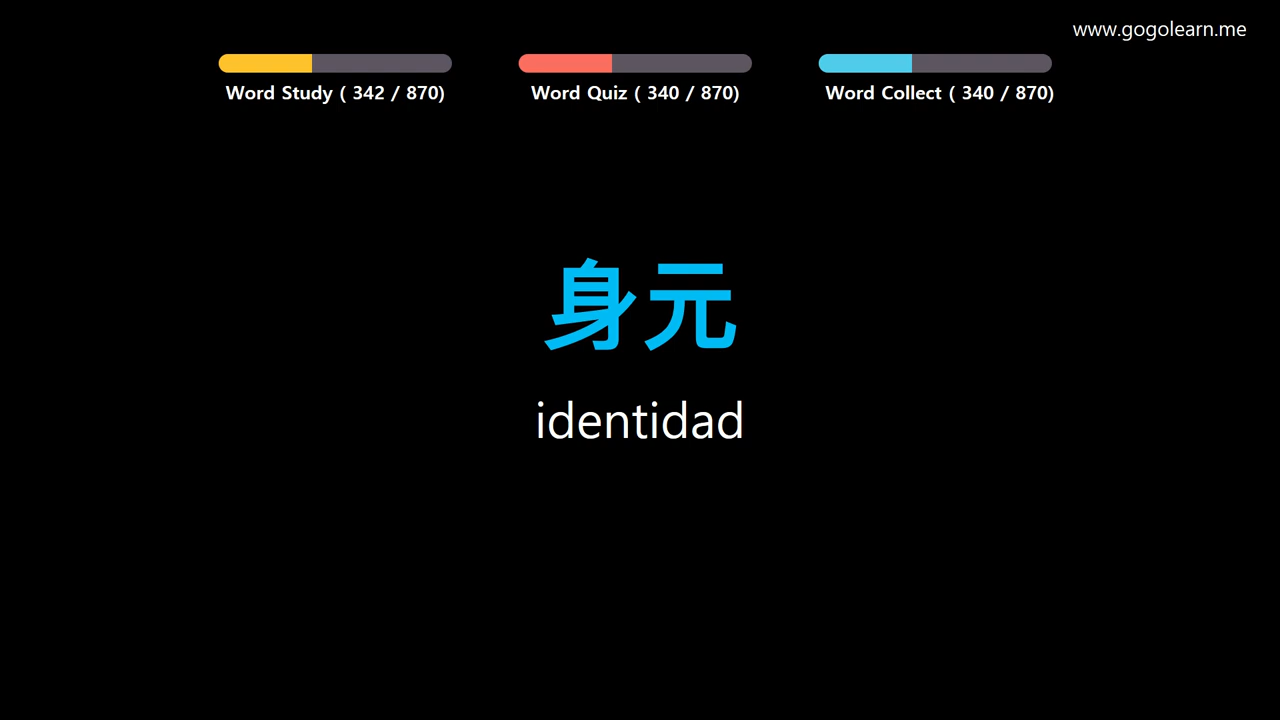 www.gogolearn.me
Word Study ( 342 / 870)
Word Quiz ( 340 / 870)
Word Collect ( 340 / 870)
身元
identidad